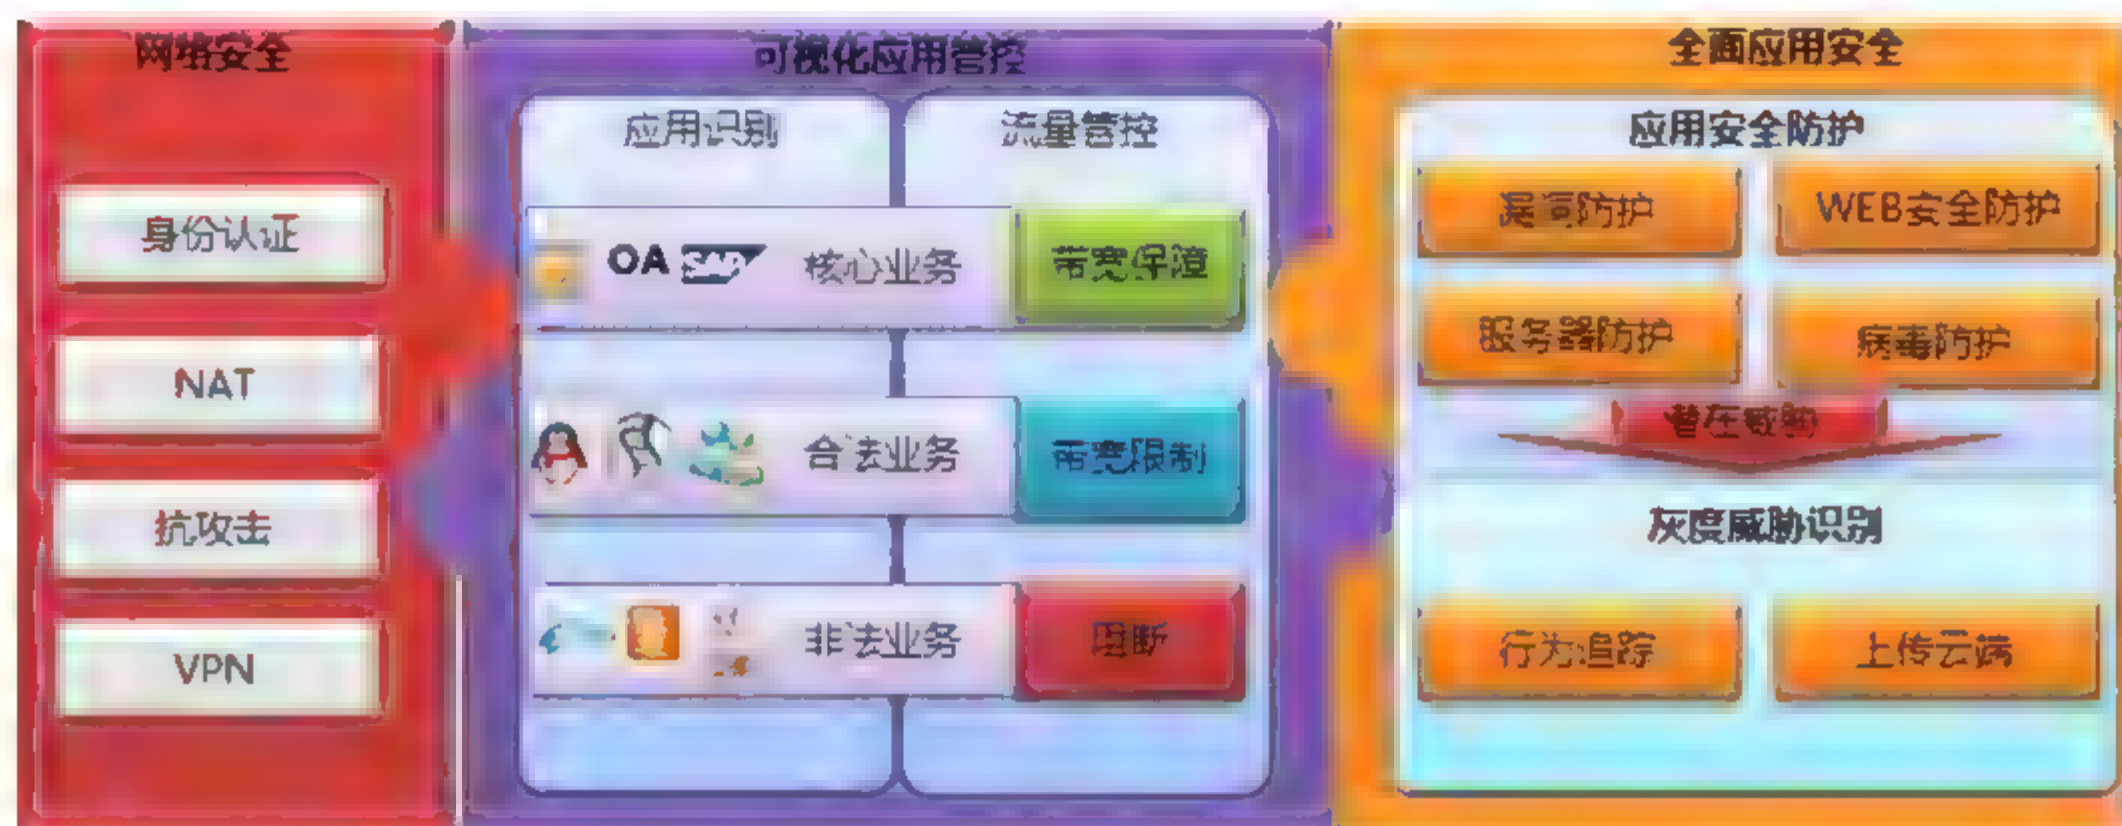 网络安全
身份认证
NAT
抗攻击
VPN
可视化应用管控
应用识别
流量管控
OA SAP 核心业务
带宽保障
合法业务
带宽限制
非法业务
阻断
全面应用安全
应用安全防护
漏洞防护
WEB安全防护
服务器防护
病毒防护
潜在威胁
灰度威胁识别
行为追踪
上传云端